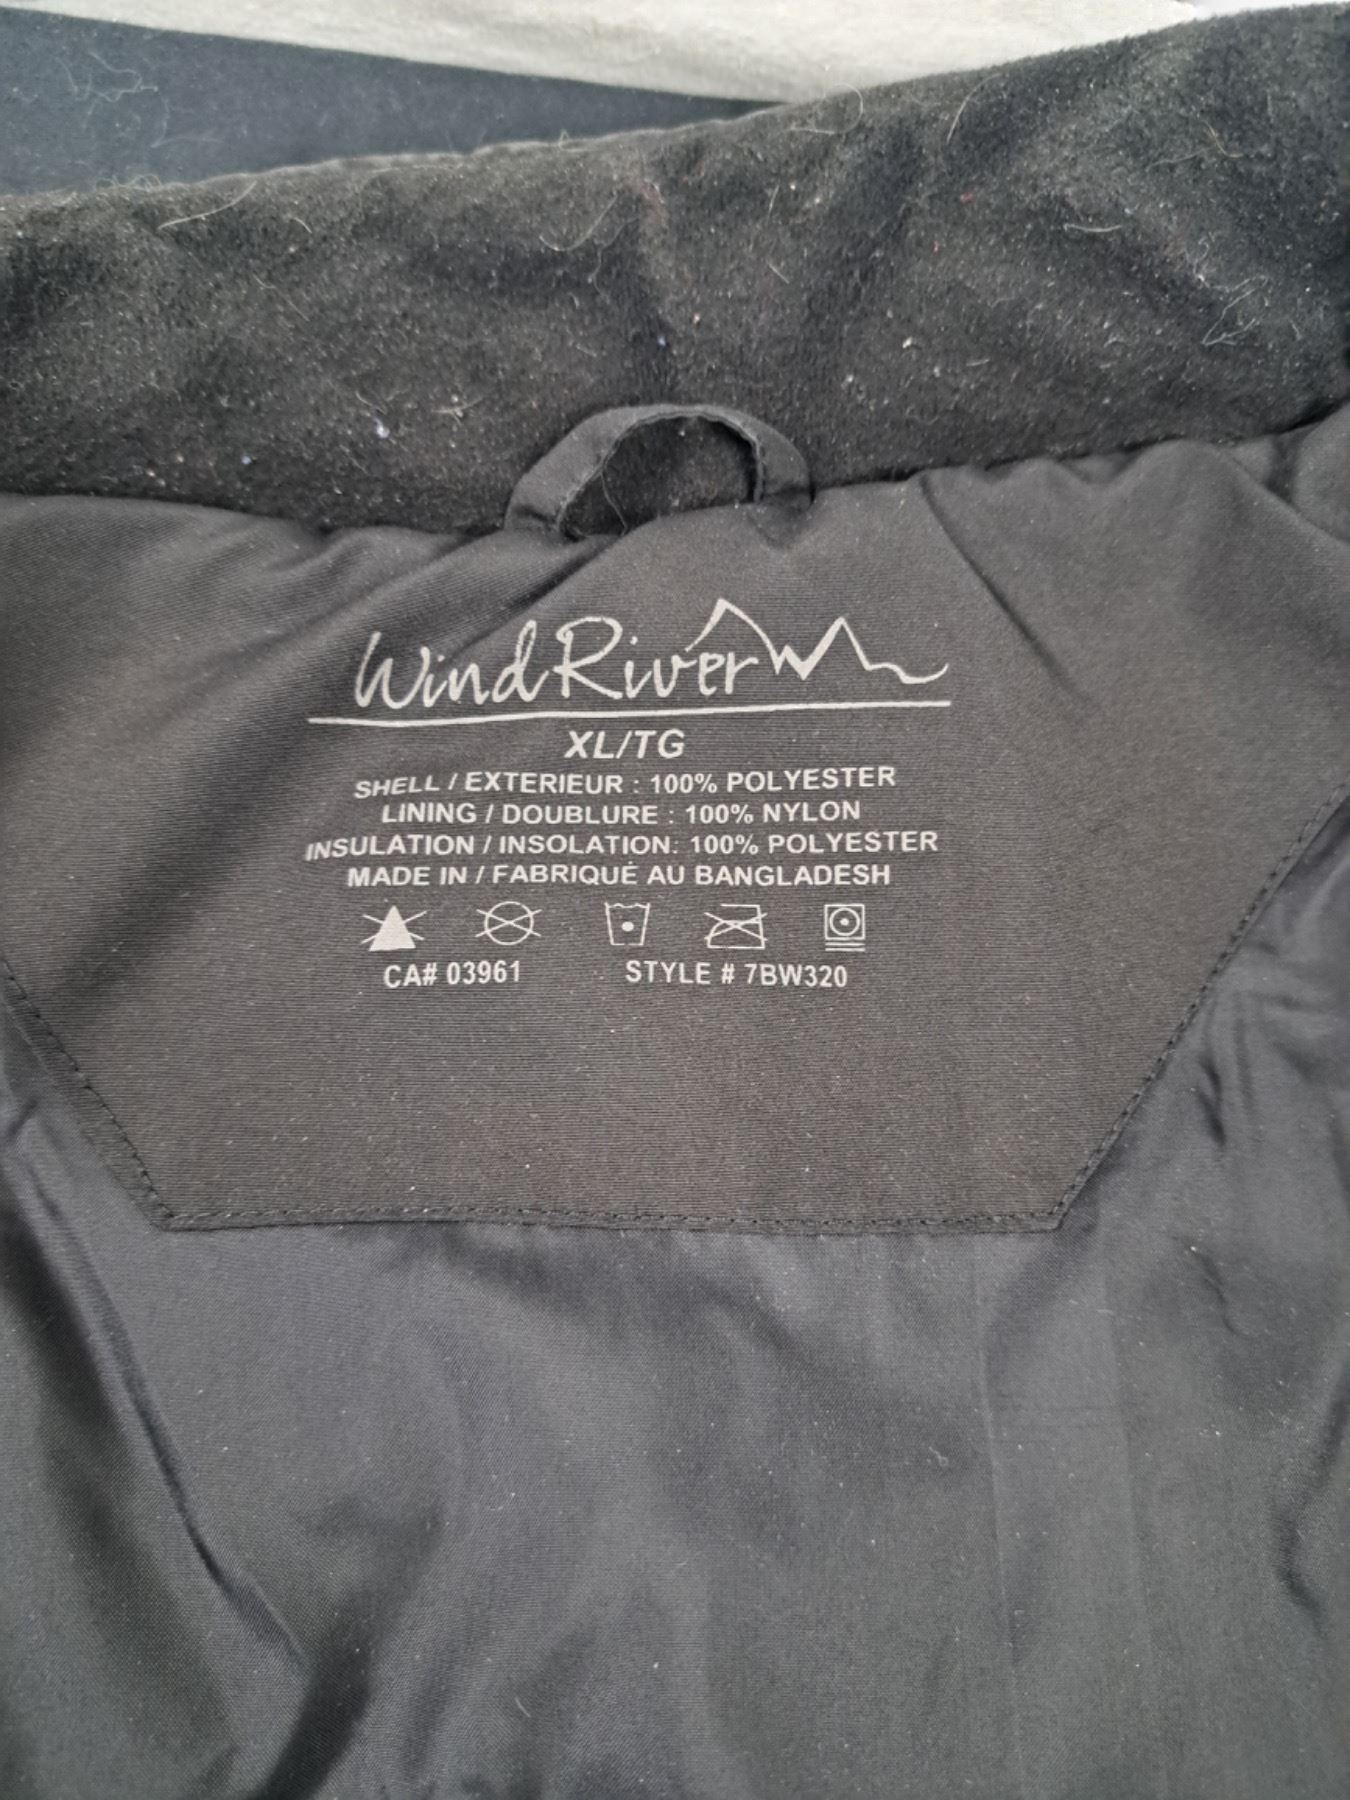 WindRiver
XL/TG
SHELL / EXTERIEUR : 100% POLYESTER
LINING / DOUBLURE : 100% NYLON
INSULATION / INSOLATION: 100% POLYESTER
MADE IN / FABRIQUÉ AU BANGLADESH
CA# 03961 STYLE # 7BW320